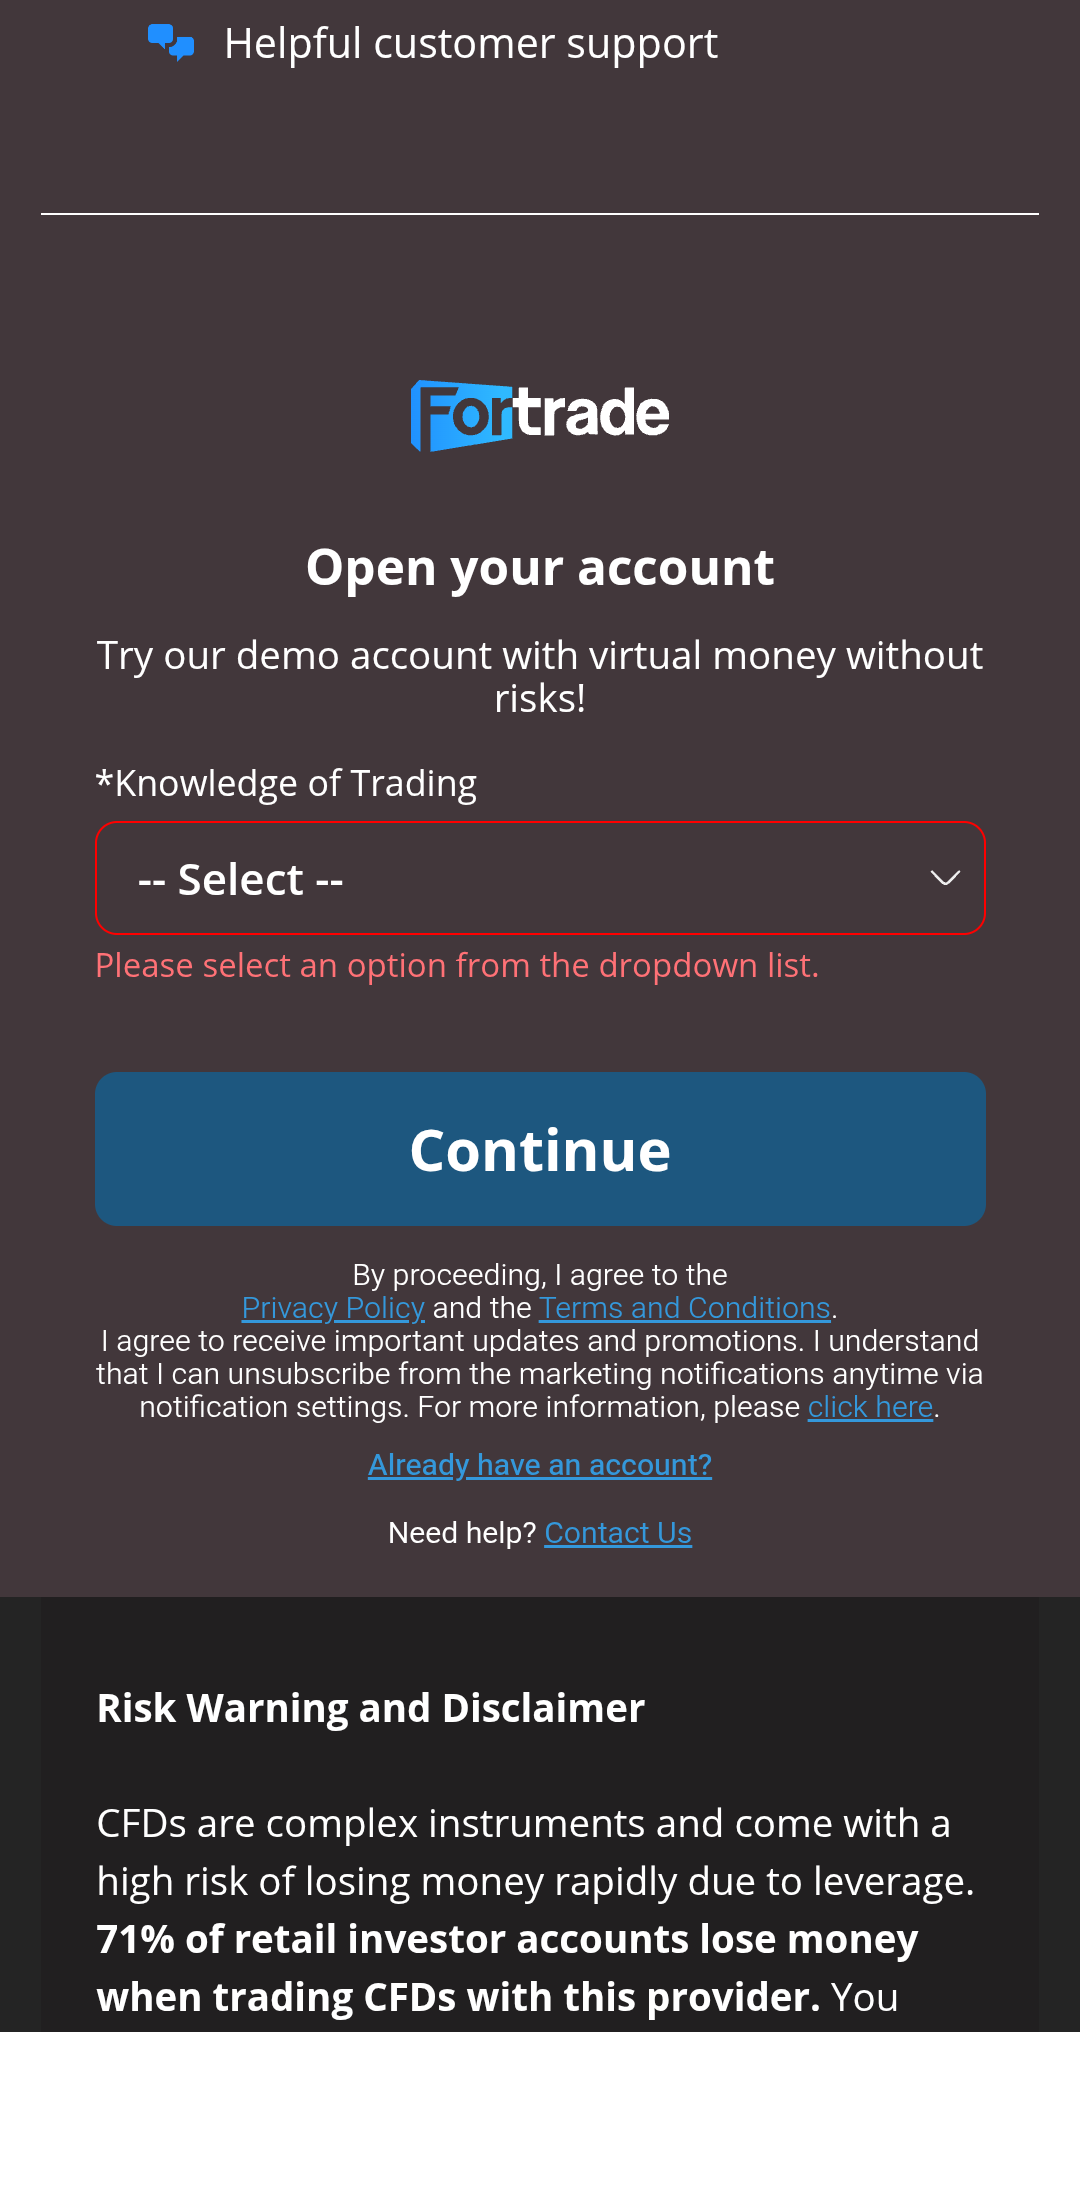 Helpful customer support
Fortrade
Open your account
Try our demo account with virtual money without
risks!
*Knowledge of Trading
-- Select --
Please select an option from the dropdown list.
Continue
By proceeding, I agree to the
Privacy Policy and the Terms and Conditions.
I agree to receive important updates and promotions. I understand
that I can unsubscribe from the marketing notifications anytime via
notification settings. For more information, please click here.
Already have an account?
Need help? Contact Us
Risk Warning and Disclaimer
CFDs are complex instruments and come with a
high risk of losing money rapidly due to leverage.
71% of retail investor accounts lose money
when trading CFDs with this provider. You